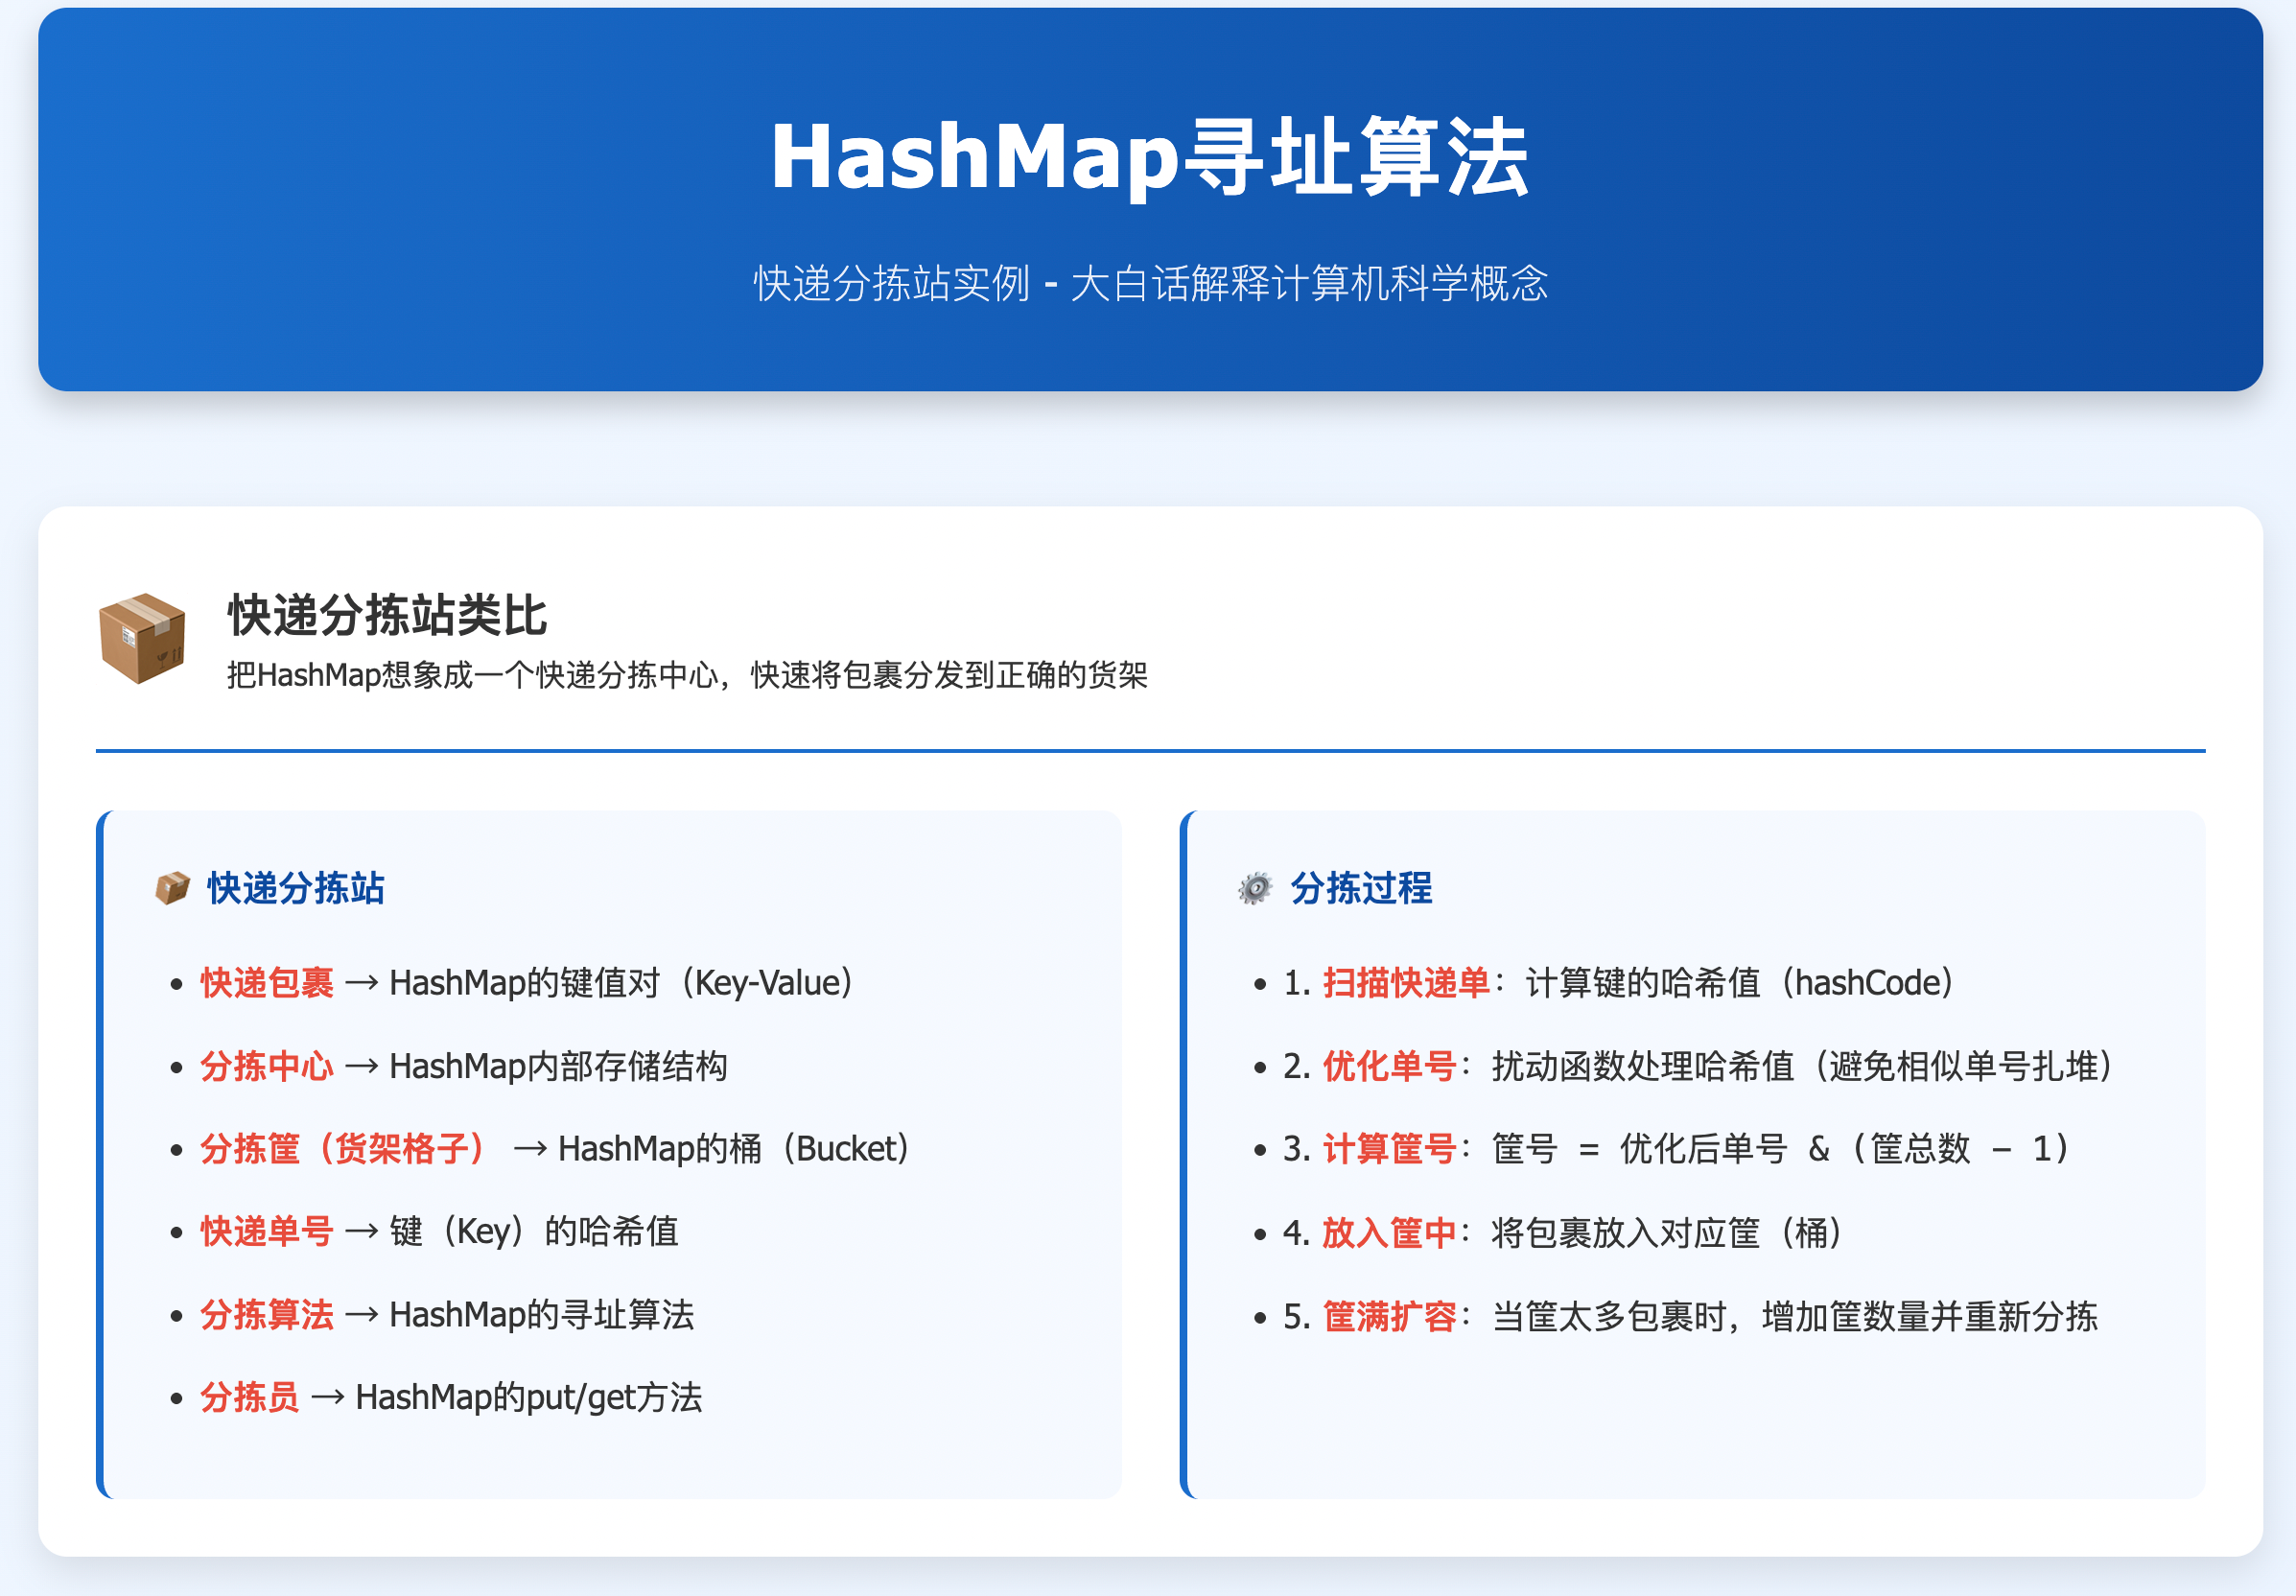 HashMap寻址算法
快递分拣站实例 - 大白话解释计算机科学概念
快递分拣站类比
把HashMap想象成一个快递分拣中心，快速将包裹分发到正确的货架
快递分拣站
• 快递包裹 → HashMap的键值对（Key-Value）
• 分拣中心 → HashMap内部存储结构
• 分拣筐（货架格子） → HashMap的桶（Bucket）
• 快递单号 → 键（Key）的哈希值
• 分拣算法 → HashMap的寻址算法
• 分拣员 → HashMap的put/get方法
分拣过程
• 1. 扫描快递单：计算键的哈希值（hashCode）
• 2. 优化单号：扰动函数处理哈希值（避免相似单号扎堆）
• 3. 计算筐号：筐号 = 优化后单号 & (筐总数 - 1)
• 4. 放入筐中：将包裹放入对应筐（桶）
• 5. 筐满扩容：当筐太多包裹时，增加筐数量并重新分拣